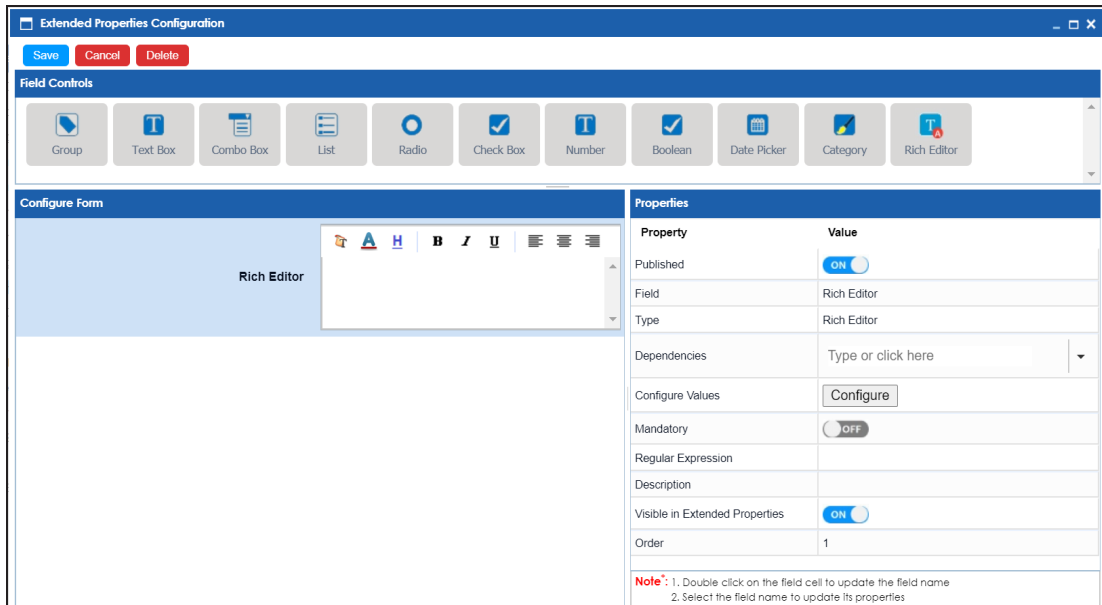 Extended Properties Configuration
Save Cancel Delete
Field Controls
Group Text Box Combo Box List Radio Check Box Number Boolean Date Picker Category Rich Editor
Configure Form
Rich Editor
A H B I U
Properties
Property Value
Published ON
Field Rich Editor
Type Rich Editor
Dependencies Type or click here
Configure Values Configure
Mandatory OFF
Regular Expression
Description
Visible in Extended Properties ON
Order 1
Note*: 1. Double click on the field cell to update the field name
2. Select the field name to update its properties